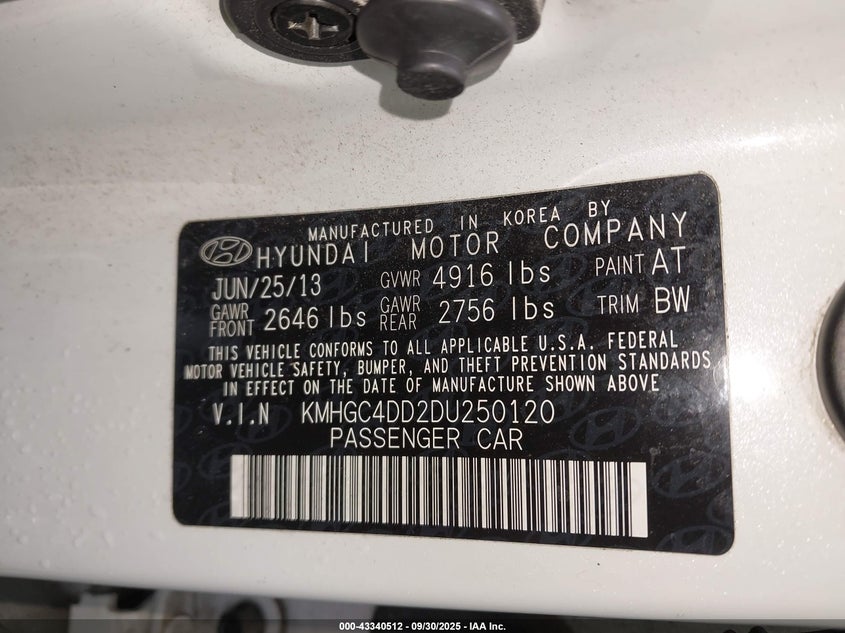 MANUFACTURED IN KOREA BY
HYUNDAI MOTOR COMPANY
JUN/25/13 GVWR 4916 lbs PAINT AT
GAWR FRONT 2646 lbs GAWR REAR 2756 lbs TRIM BW
THIS VEHICLE CONFORMS TO ALL APPLICABLE U.S.A. FEDERAL
MOTOR VEHICLE SAFETY, BUMPER, AND THEFT PREVENTION STANDARDS
IN EFFECT ON THE DATE OF MANUFACTURE SHOWN ABOVE
V.I.N KMHGC4DD2DU250120
PASSENGER CAR
000-43340512 - 09/30/2025 - IAA Inc.